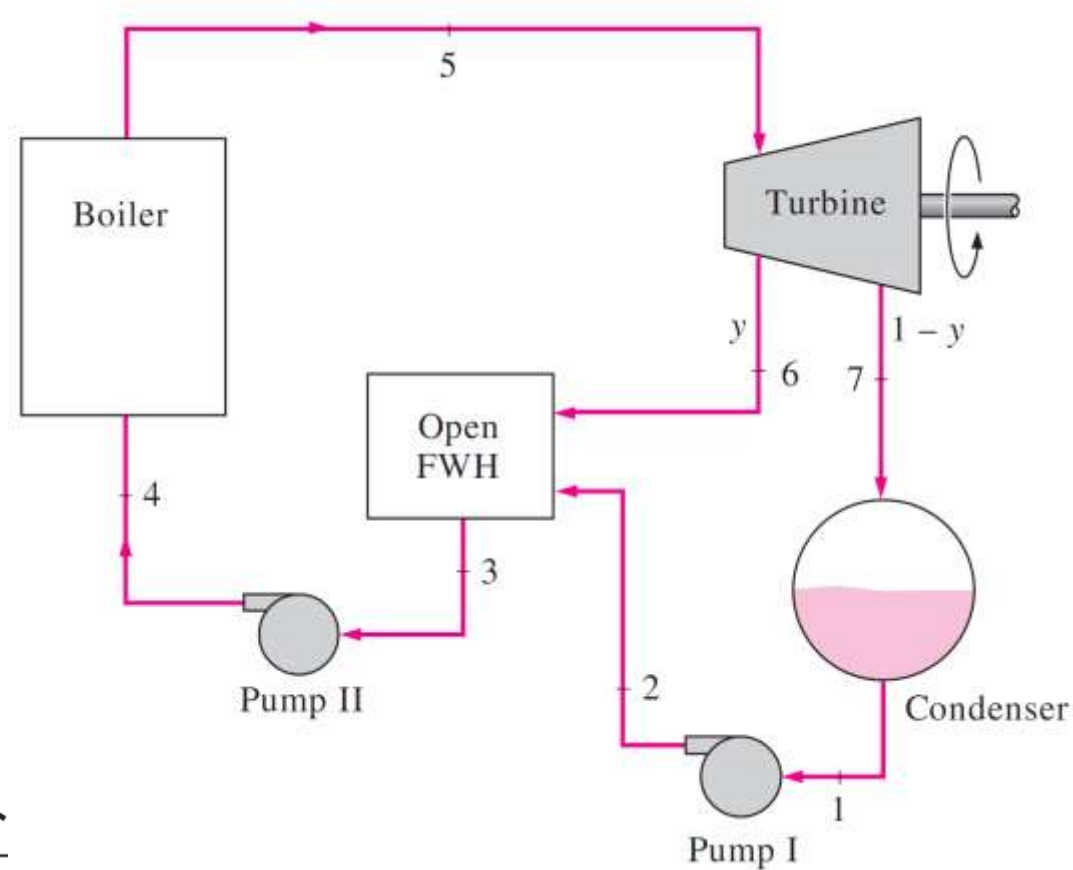 5
Boiler
Turbine
y
1 – y
6
7
Open
FWH
4
3
2
Pump II
Condenser
1
Pump I